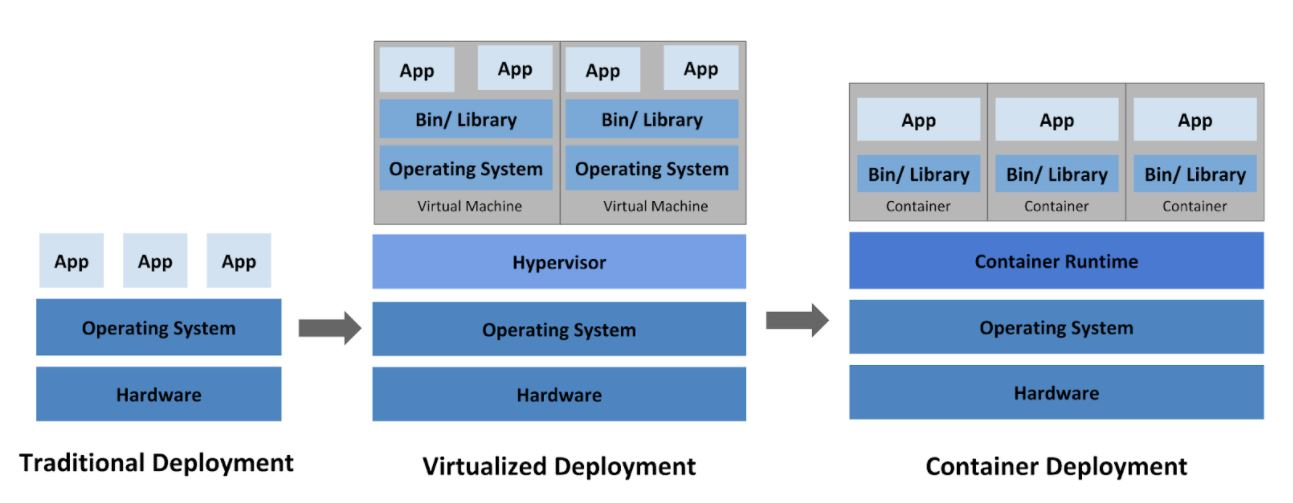 App App App
Operating System
Hardware
Traditional Deployment
App App App App
Bin/ Library Bin/ Library
Operating System Operating System
Virtual Machine Virtual Machine
Hypervisor
Operating System
Hardware
Virtualized Deployment
App App App
Bin/ Library Bin/ Library Bin/ Library
Container Container Container
Container Runtime
Operating System
Hardware
Container Deployment